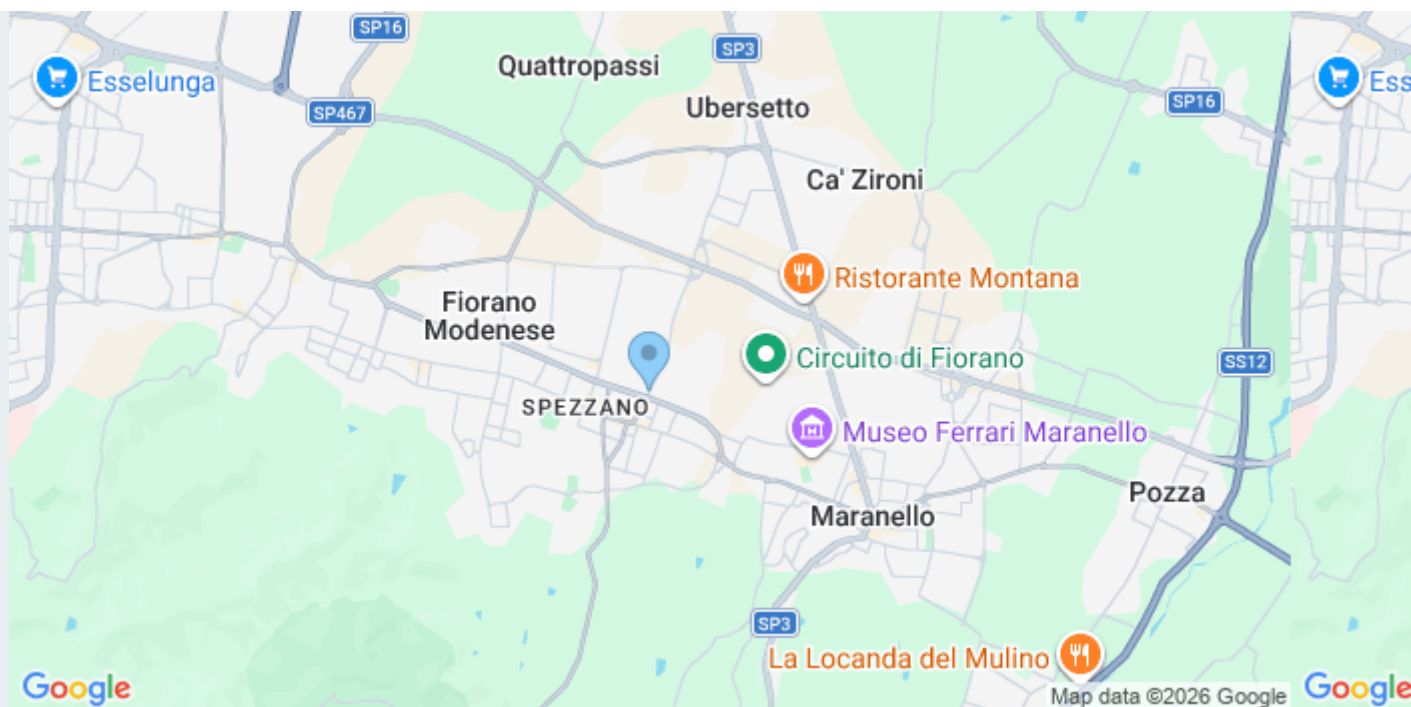 SP16
SP3
Quattropassi
Esselunga
Ess
SP467
Ubersetto
SP16
Ca' Zironi
Ristorante Montana
Fiorano
Modenese
Circuito di Fiorano
SS12
SPEZZANO
Museo Ferrari Maranello
Pozza
Maranello
SP3
La Locanda del Mulino
Google
Map data ©2026 Google
Google